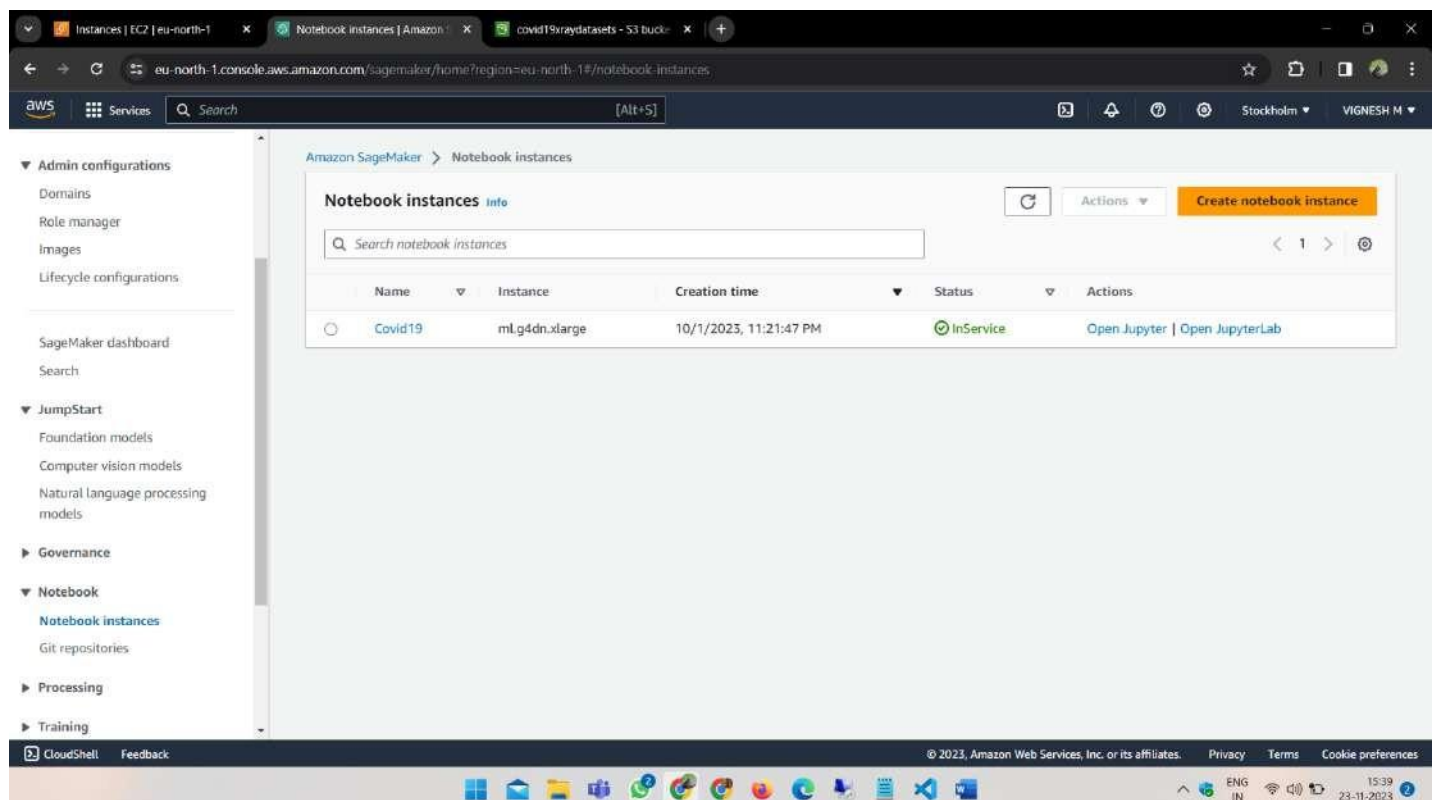 Instances | EC2 | eu-north-1
Notebook instances | Amazon S
covid19xraydatasets - S3 bucke
eu-north-1.console.aws.amazon.com/sagemaker/home?region=eu-north-1#/notebook-instances
aws Services Search [Alt+S] Stockholm VIGNESH M
Admin configurations
Domains
Role manager
Images
Lifecycle configurations
SageMaker dashboard
Search
JumpStart
Foundation models
Computer vision models
Natural language processing
models
Governance
Notebook
Notebook instances
Git repositories
Processing
Training
Amazon SageMaker > Notebook instances
Notebook instances Info Actions Create notebook instance
Search notebook instances 1
Name Instance Creation time Status Actions
Covid19 ml.g4dn.xlarge 10/1/2023, 11:21:47 PM InService Open Jupyter | Open JupyterLab
CloudShell Feedback © 2023, Amazon Web Services, Inc. or its affiliates. Privacy Terms Cookie preferences
2 ENG 15:39
IN 23-11-2023 2